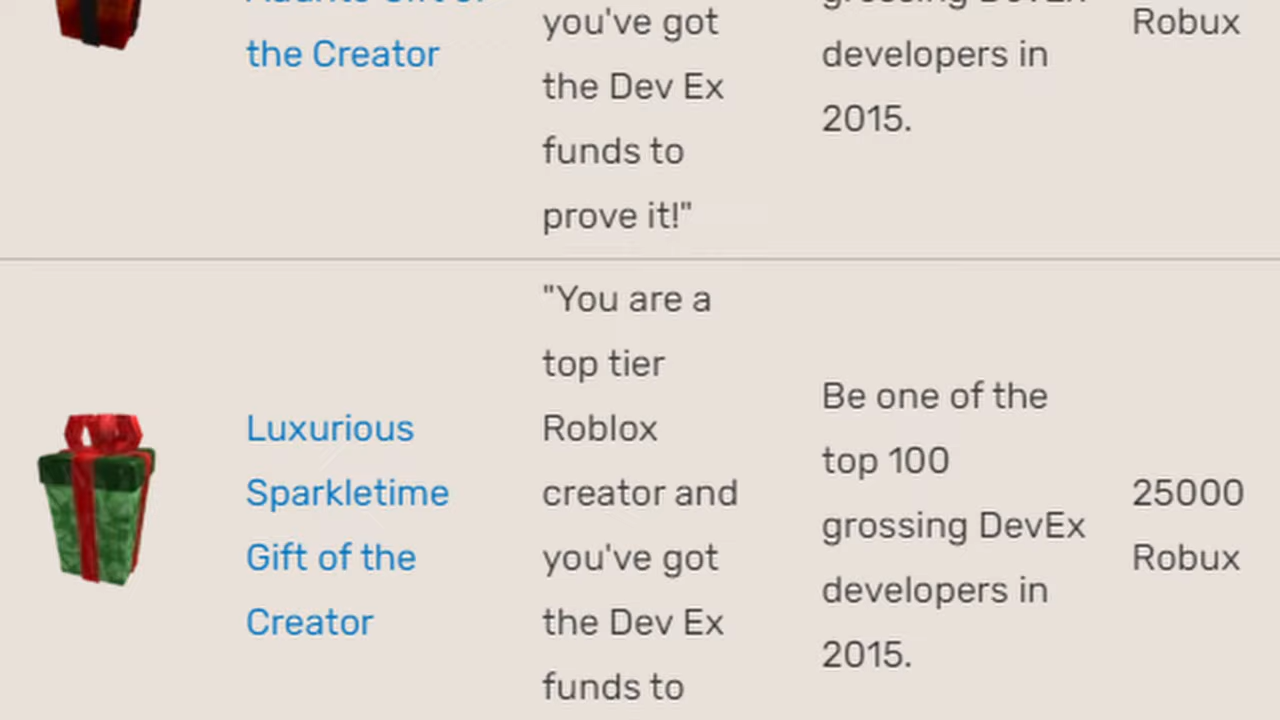 the Creator
you've got
the Dev Ex
funds to
prove it!"
developers in
2015.
Robux
Luxurious
Sparkletime
Gift of the
Creator
"You are a
top tier
Roblox
creator and
you've got
the Dev Ex
funds to
Be one of the
top 100
grossing DevEx
developers in
2015.
25000
Robux